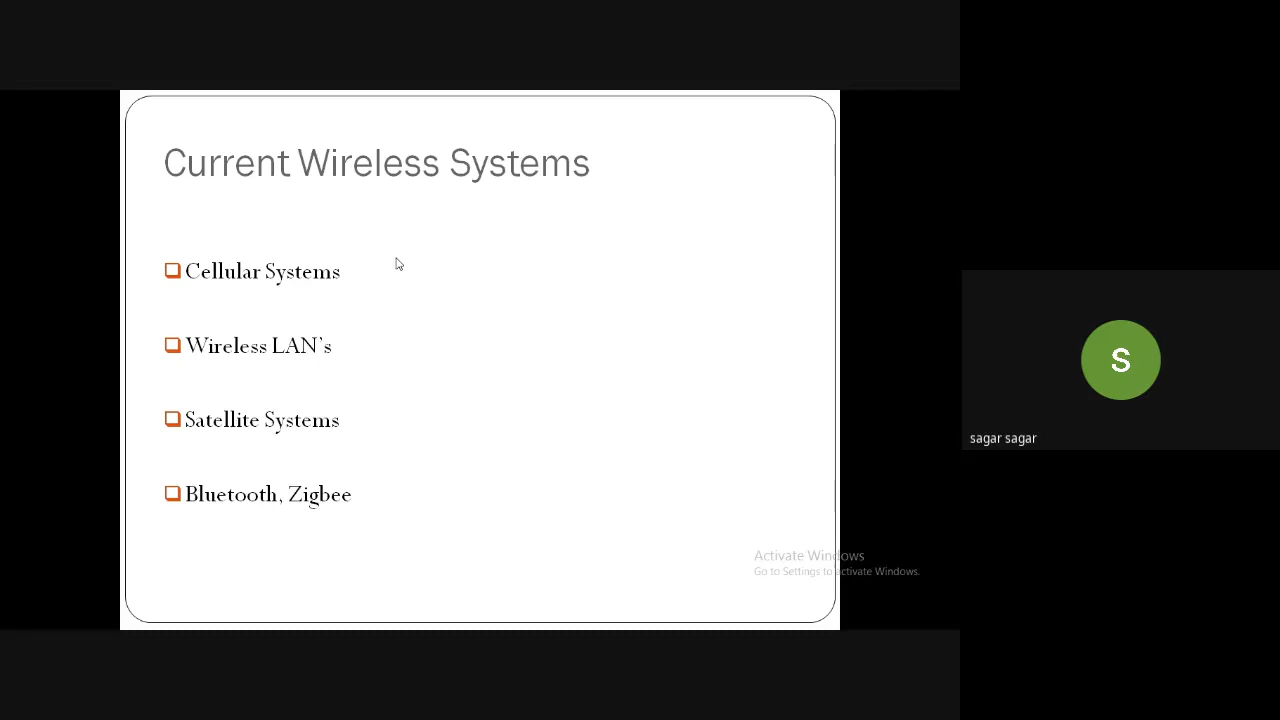 Current Wireless Systems
Cellular Systems
Wireless LAN's
Satellite Systems
Bluetooth, Zigbee
Activate Windows
Go to Settings to activate Windows.
S
sagar sagar